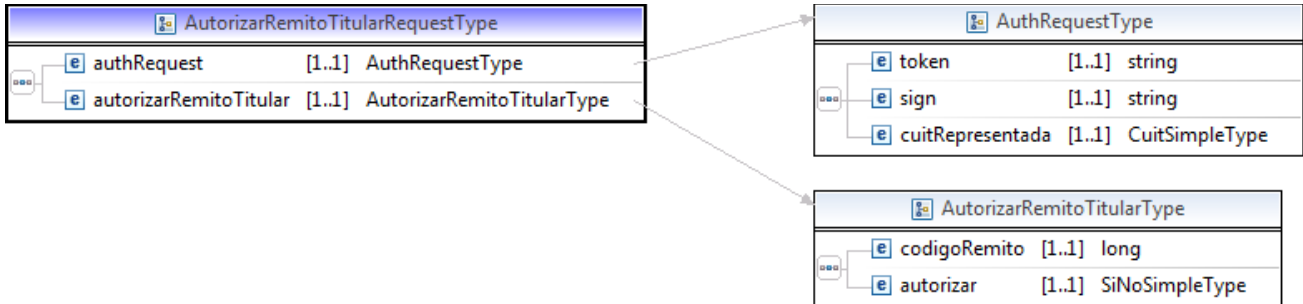 AutorizarRemitoTitularRequestType
e authRequest [1..1] AuthRequestType
e autorizarRemitoTitular [1..1] AutorizarRemitoTitularType
AuthRequestType
e token [1..1] string
e sign [1..1] string
e cuitRepresentada [1..1] CuitSimpleType
AutorizarRemitoTitularType
e codigoRemito [1..1] long
e autorizar [1..1] SiNoSimpleType